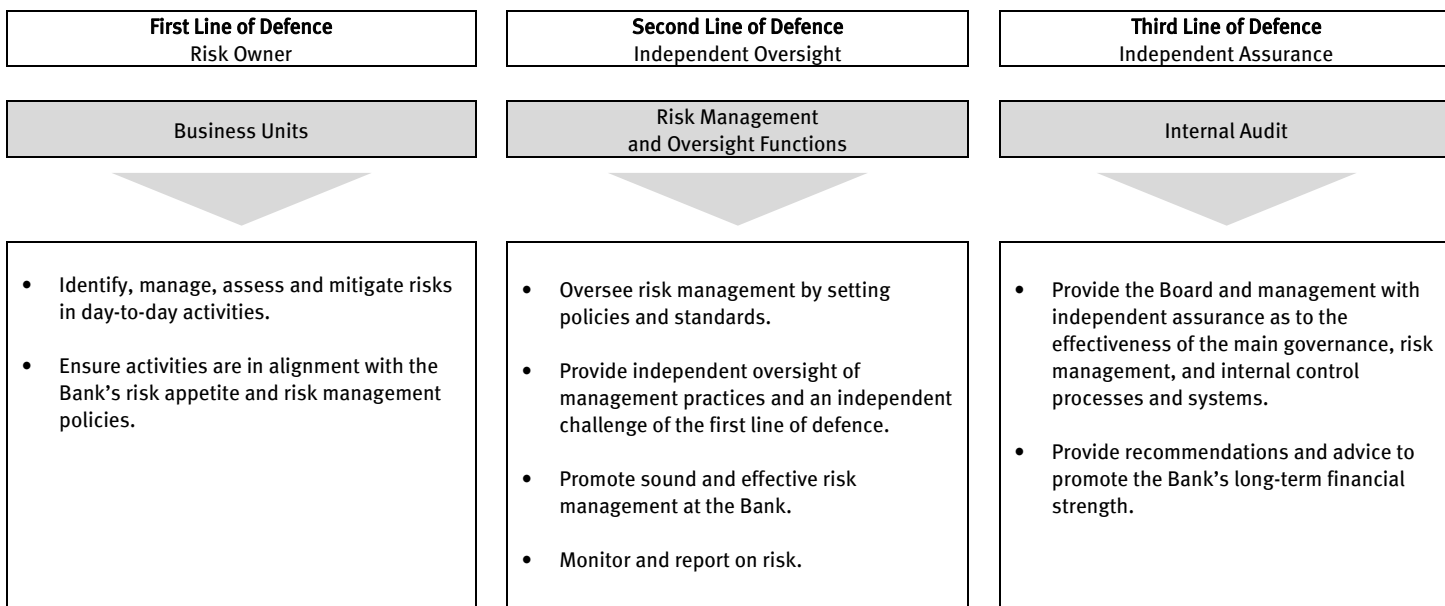 First Line of Defence
Risk Owner
Second Line of Defence
Independent Oversight
Third Line of Defence
Independent Assurance
Business Units
Risk Management
and Oversight Functions
Internal Audit
• Identify, manage, assess and mitigate risks
in day-to-day activities.
• Ensure activities are in alignment with the
Bank's risk appetite and risk management
policies.
• Oversee risk management by setting
policies and standards.
• Provide independent oversight of
management practices and an independent
challenge of the first line of defence.
• Promote sound and effective risk
management at the Bank.
• Monitor and report on risk.
• Provide the Board and management with
independent assurance as to the
effectiveness of the main governance, risk
management, and internal control
processes and systems.
• Provide recommendations and advice to
promote the Bank's long-term financial
strength.